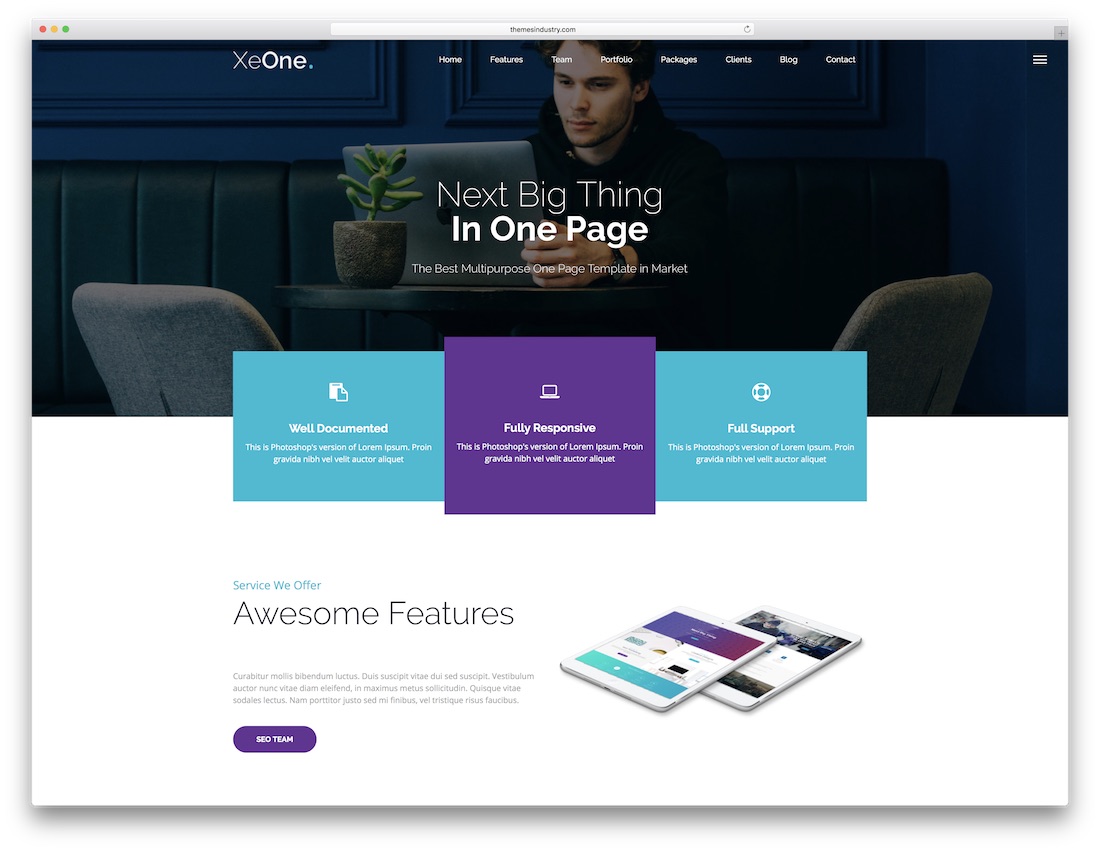 themesindustry.com
XeOne.
Home Features Team Portfolio Packages Clients Blog Contact
Next Big Thing
In One Page
The Best Multipurpose One Page Template in Market
Well Documented
This is Photoshop's version of Lorem Ipsum. Proin
gravida nibh vel velit auctor aliquet
Fully Responsive
This is Photoshop's version of Lorem Ipsum. Proin
gravida nibh vel velit auctor aliquet
Full Support
This is Photoshop's version of Lorem Ipsum. Proin
gravida nibh vel velit auctor aliquet
Service We Offer
Awesome Features
Curabitur mollis bibendum luctus. Duis suscipit vitae dui sed suscipit. Vestibulum
auctor nunc vitae diam eleifend, in maximus metus sollicitudin. Quisque vitae
sodales lectus. Nam porttitor justo sed mi finibus, vel tristique risus faucibus.
SEO TEAM